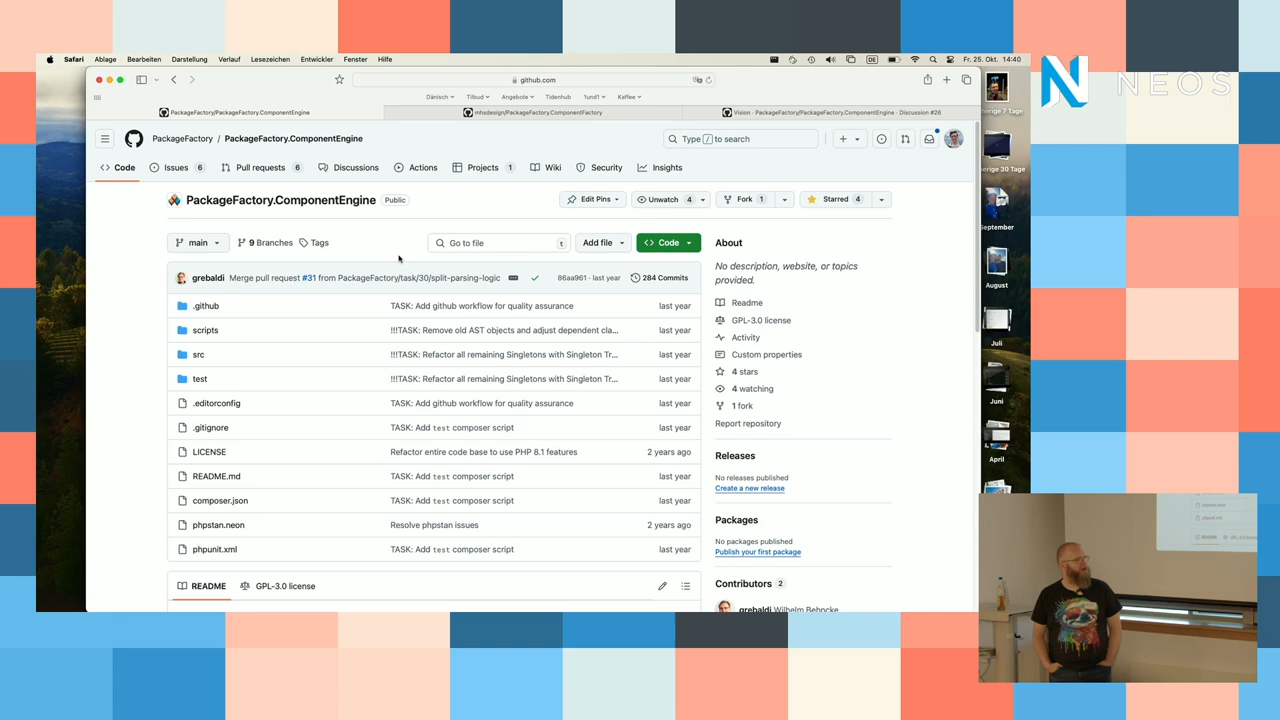 Safari Ablage Bearbeiten Darstellung Verlauf Lesezeichen Entwickler Fenster Hilfe DE Fr. 25. Okt. 14:40
NEOS
github.com
Dänisch Tilbud Angebote Tidenhub 1und1 Kaffee
PackageFactory/PackageFactory.ComponentEngine
mhsdesign/PackageFactory.ComponentFactory
Vision · PackageFactory/PackageFactory.ComponentEngine · Discussion #26
PackageFactory / PackageFactory.ComponentEngine
Type / to search
Code Issues 6 Pull requests 6 Discussions Actions Projects 1 Wiki Security Insights
PackageFactory.ComponentEngine Public
Edit Pins Unwatch 4 Fork 1 Starred 4
main 9 Branches Tags Go to file t Add file Code
grebaldi Merge pull request #31 from PackageFactory/task/30/split-parsing-logic 86aa961 · last year 284 Commits
.github TASK: Add github workflow for quality assurance last year
scripts !!!TASK: Remove old AST objects and adjust dependent cla... last year
src !!!TASK: Refactor all remaining Singletons with Singleton Tr... last year
test !!!TASK: Refactor all remaining Singletons with Singleton Tr... last year
.editorconfig TASK: Add github workflow for quality assurance last year
.gitignore TASK: Add test composer script last year
LICENSE Refactor entire code base to use PHP 8.1 features 2 years ago
README.md TASK: Add test composer script last year
composer.json TASK: Add test composer script last year
phpstan.neon Resolve phpstan issues 2 years ago
phpunit.xml TASK: Add test composer script last year
README GPL-3.0 license
About
No description, website, or topics
provided.
Readme
GPL-3.0 license
Activity
Custom properties
4 stars
4 watching
1 fork
Report repository
Releases
No releases published
Create a new release
Packages
No packages published
Publish your first package
Contributors 2
grebaldi Wilhelm Behncke
erige 7 Tage
erige 30 Tage
September
August
Juli
Juni
April